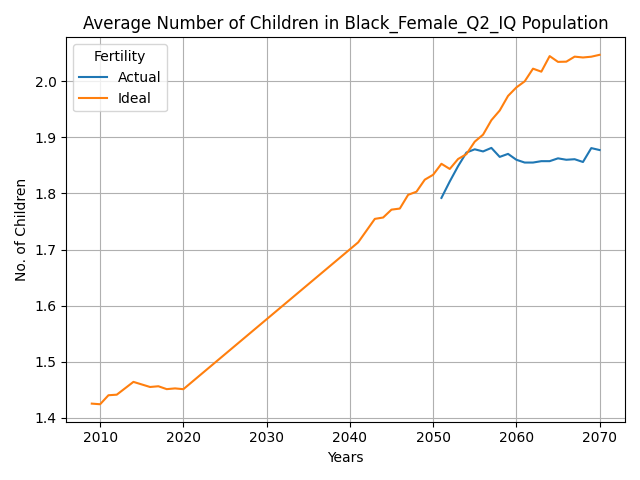 Average Number of Children in Black_Female_Q2_IQ Population
Fertility
Actual
Ideal
No. of Children
2.0
1.9
1.8
1.7
1.6
1.5
1.4
2010 2020 2030 2040 2050 2060 2070
Years